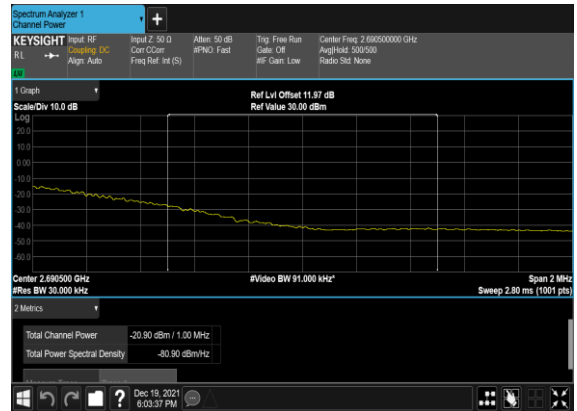 Spectrum Analyzer 1
Channel Power
+
KEYSIGHT
RL
Input: RF
Coupling: DC
Align: Auto
Input Z: 50 Ω
Corr CCorr
Freq Ref: Int (S)
Atten: 50 dB
#PNO: Fast
Trig: Free Run
Gate: Off
#IF Gain: Low
Center Freq: 2.690500000 GHz
Avg|Hold: 500/500
Radio Std: None
1 Graph
Scale/Div 10.0 dB
Ref Lvl Offset 11.97 dB
Ref Value 30.00 dBm
Log
20.0
10.0
0.00
-10.0
-20.0
-30.0
-40.0
-50.0
-60.0
Center 2.690500 GHz
#Res BW 30.000 kHz
#Video BW 91.000 kHz*
Span 2 MHz
Sweep 2.80 ms (1001 pts)
2 Metrics
Total Channel Power -20.90 dBm / 1.00 MHz
Total Power Spectral Density -80.90 dBm/Hz
?
Dec 19, 2021
6:03:37 PM